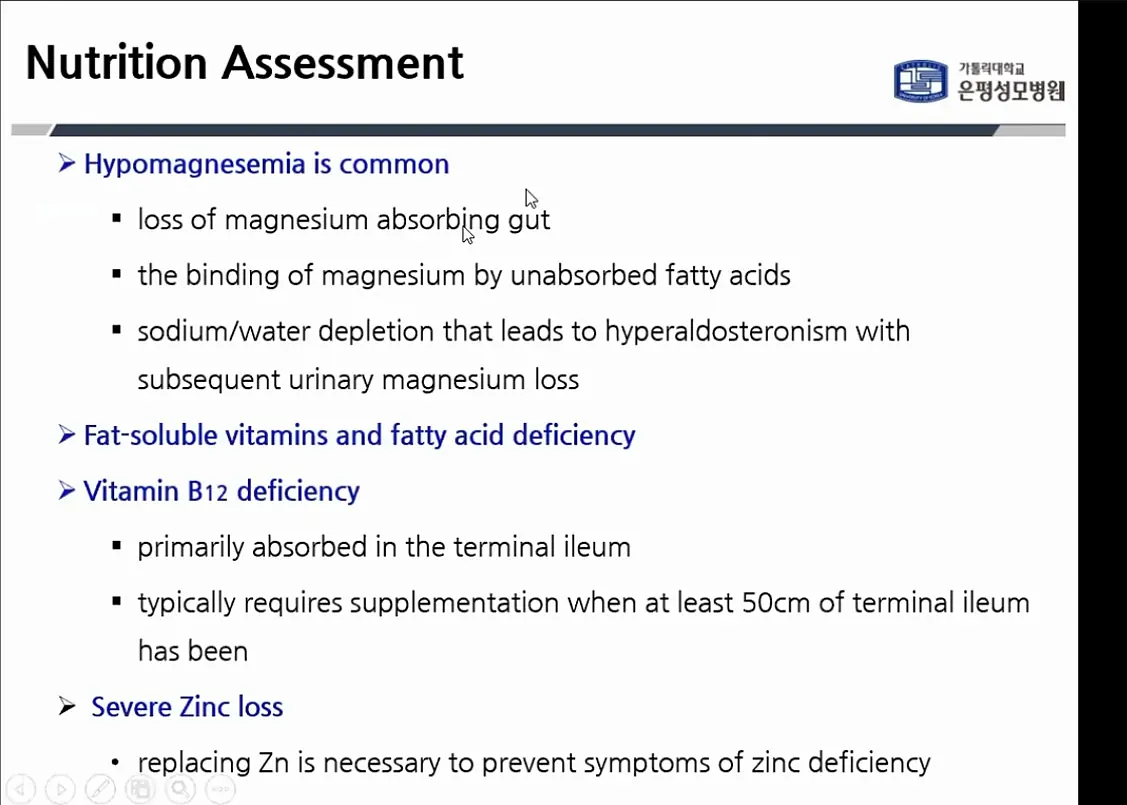 Nutrition Assessment
가톨릭대학교
은평성모병원
Hypomagnesemia is common
loss of magnesium absorbing gut
the binding of magnesium by unabsorbed fatty acids
sodium/water depletion that leads to hyperaldosteronism with
subsequent urinary magnesium loss
Fat-soluble vitamins and fatty acid deficiency
Vitamin B12 deficiency
primarily absorbed in the terminal ileum
typically requires supplementation when at least 50cm of terminal ileum
has been
Severe Zinc loss
replacing Zn is necessary to prevent symptoms of zinc deficiency